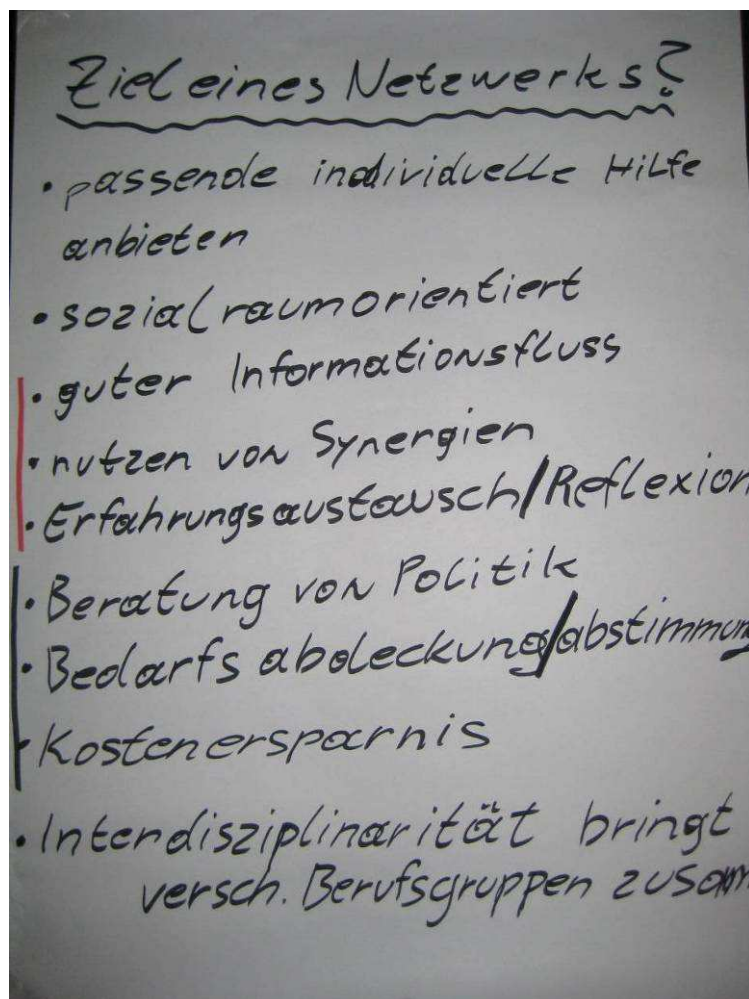 Ziel eines Netzwerks?
• passende individuelle Hilfe
anbieten
• sozialraumorientiert
• guter Informationsfluss
• nutzen von Synergien
• Erfahrungsaustausch/Reflexion
• Beratung von Politik
• Bedarfsabdeckung/abstimmung
• Kostenersparnis
• Interdisziplinarität bringt
versch. Berufsgruppen zusam